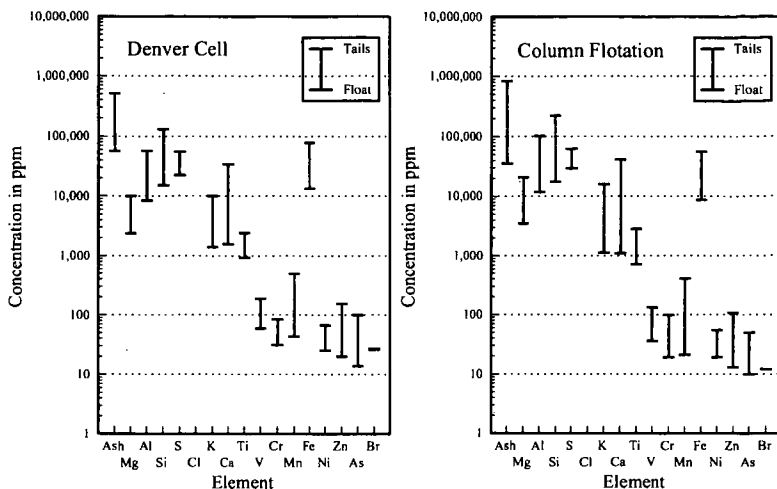 Denver Cell
Tails
Float
Concentration in ppm
10,000,000
1,000,000
100,000
10,000
1,000
100
10
1
Ash Al S K Ti Cr Fe Zn Br
Mg Si Cl Ca V Mn Ni As
Element
Column Flotation
Tails
Float
Concentration in ppm
10,000,000
1,000,000
100,000
10,000
1,000
100
10
1
Ash Al S K Ti Cr Fe Zn Br
Mg Si Cl Ca V Mn Ni As
Element